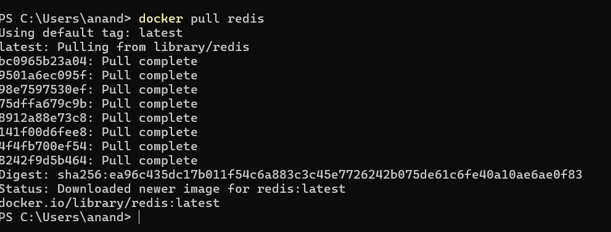 PS C:\Users\anand> docker pull redis
Using default tag: latest
latest: Pulling from library/redis
bc0965b23a04: Pull complete
9501a6ec095f: Pull complete
98e7597530ef: Pull complete
75dffa679c9b: Pull complete
8912a88e73c8: Pull complete
141f00d6fee8: Pull complete
4f4fb700ef54: Pull complete
8242f9d5b464: Pull complete
Digest: sha256:ea96c435dc17b011f54c6a883c3c45e7726242b075de61c6fe40a10ae6ae0f83
Status: Downloaded newer image for redis:latest
docker.io/library/redis:latest
PS C:\Users\anand>